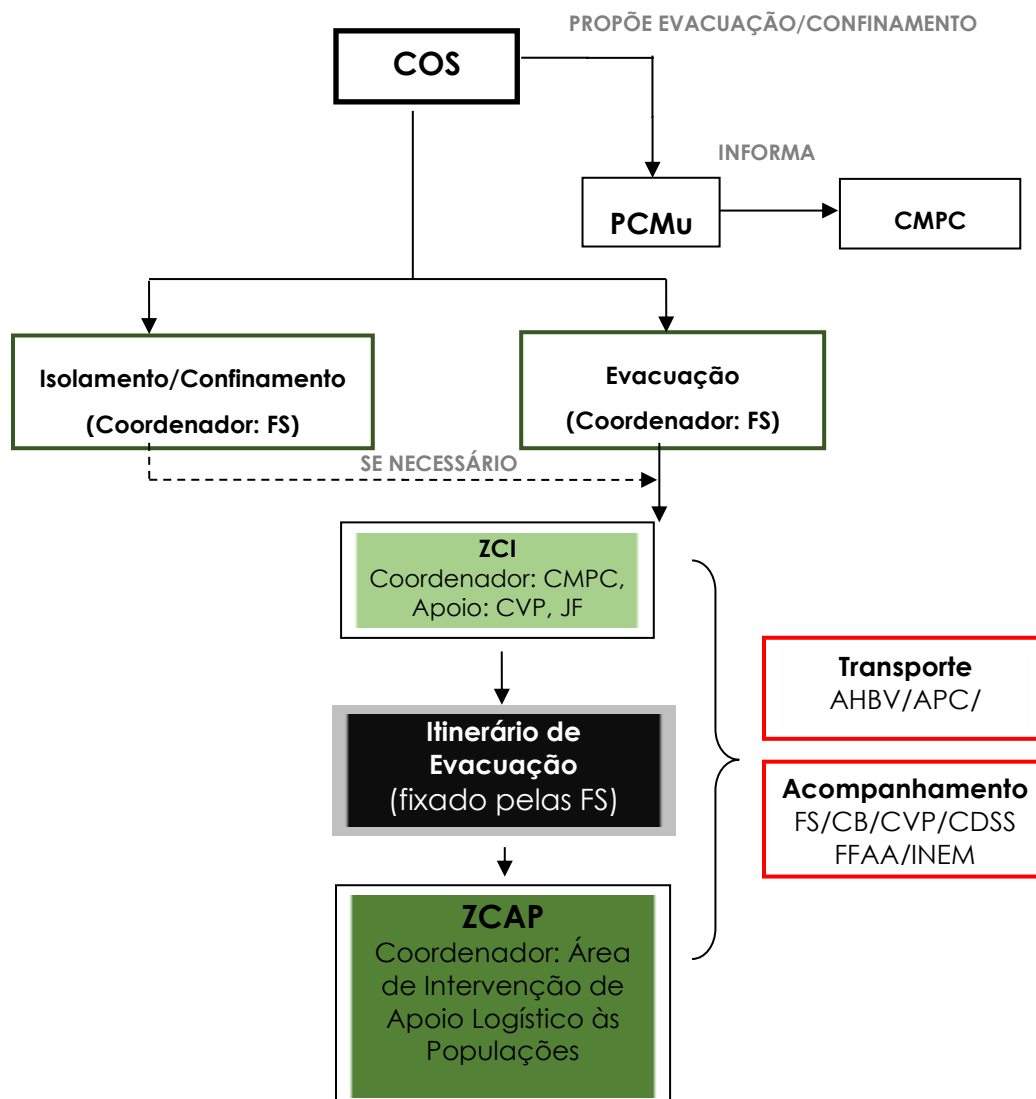 PROPÕE EVACUAÇÃO/CONFINAMENTO
COS
INFORMA
PCMu
CMPC
Isolamento/Confinamento
(Coordenador: FS)
Evacuação
(Coordenador: FS)
SE NECESSÁRIO
ZCI
Coordenador: CMPC,
Apoio: CVP, JF
Transporte
AHBV/APC/
Itinerário de
Evacuação
(fixado pelas FS)
Acompanhamento
FS/CB/CVP/CDSS
FFAA/INEM
ZCAP
Coordenador: Área
de Intervenção de
Apoio Logístico às
Populações